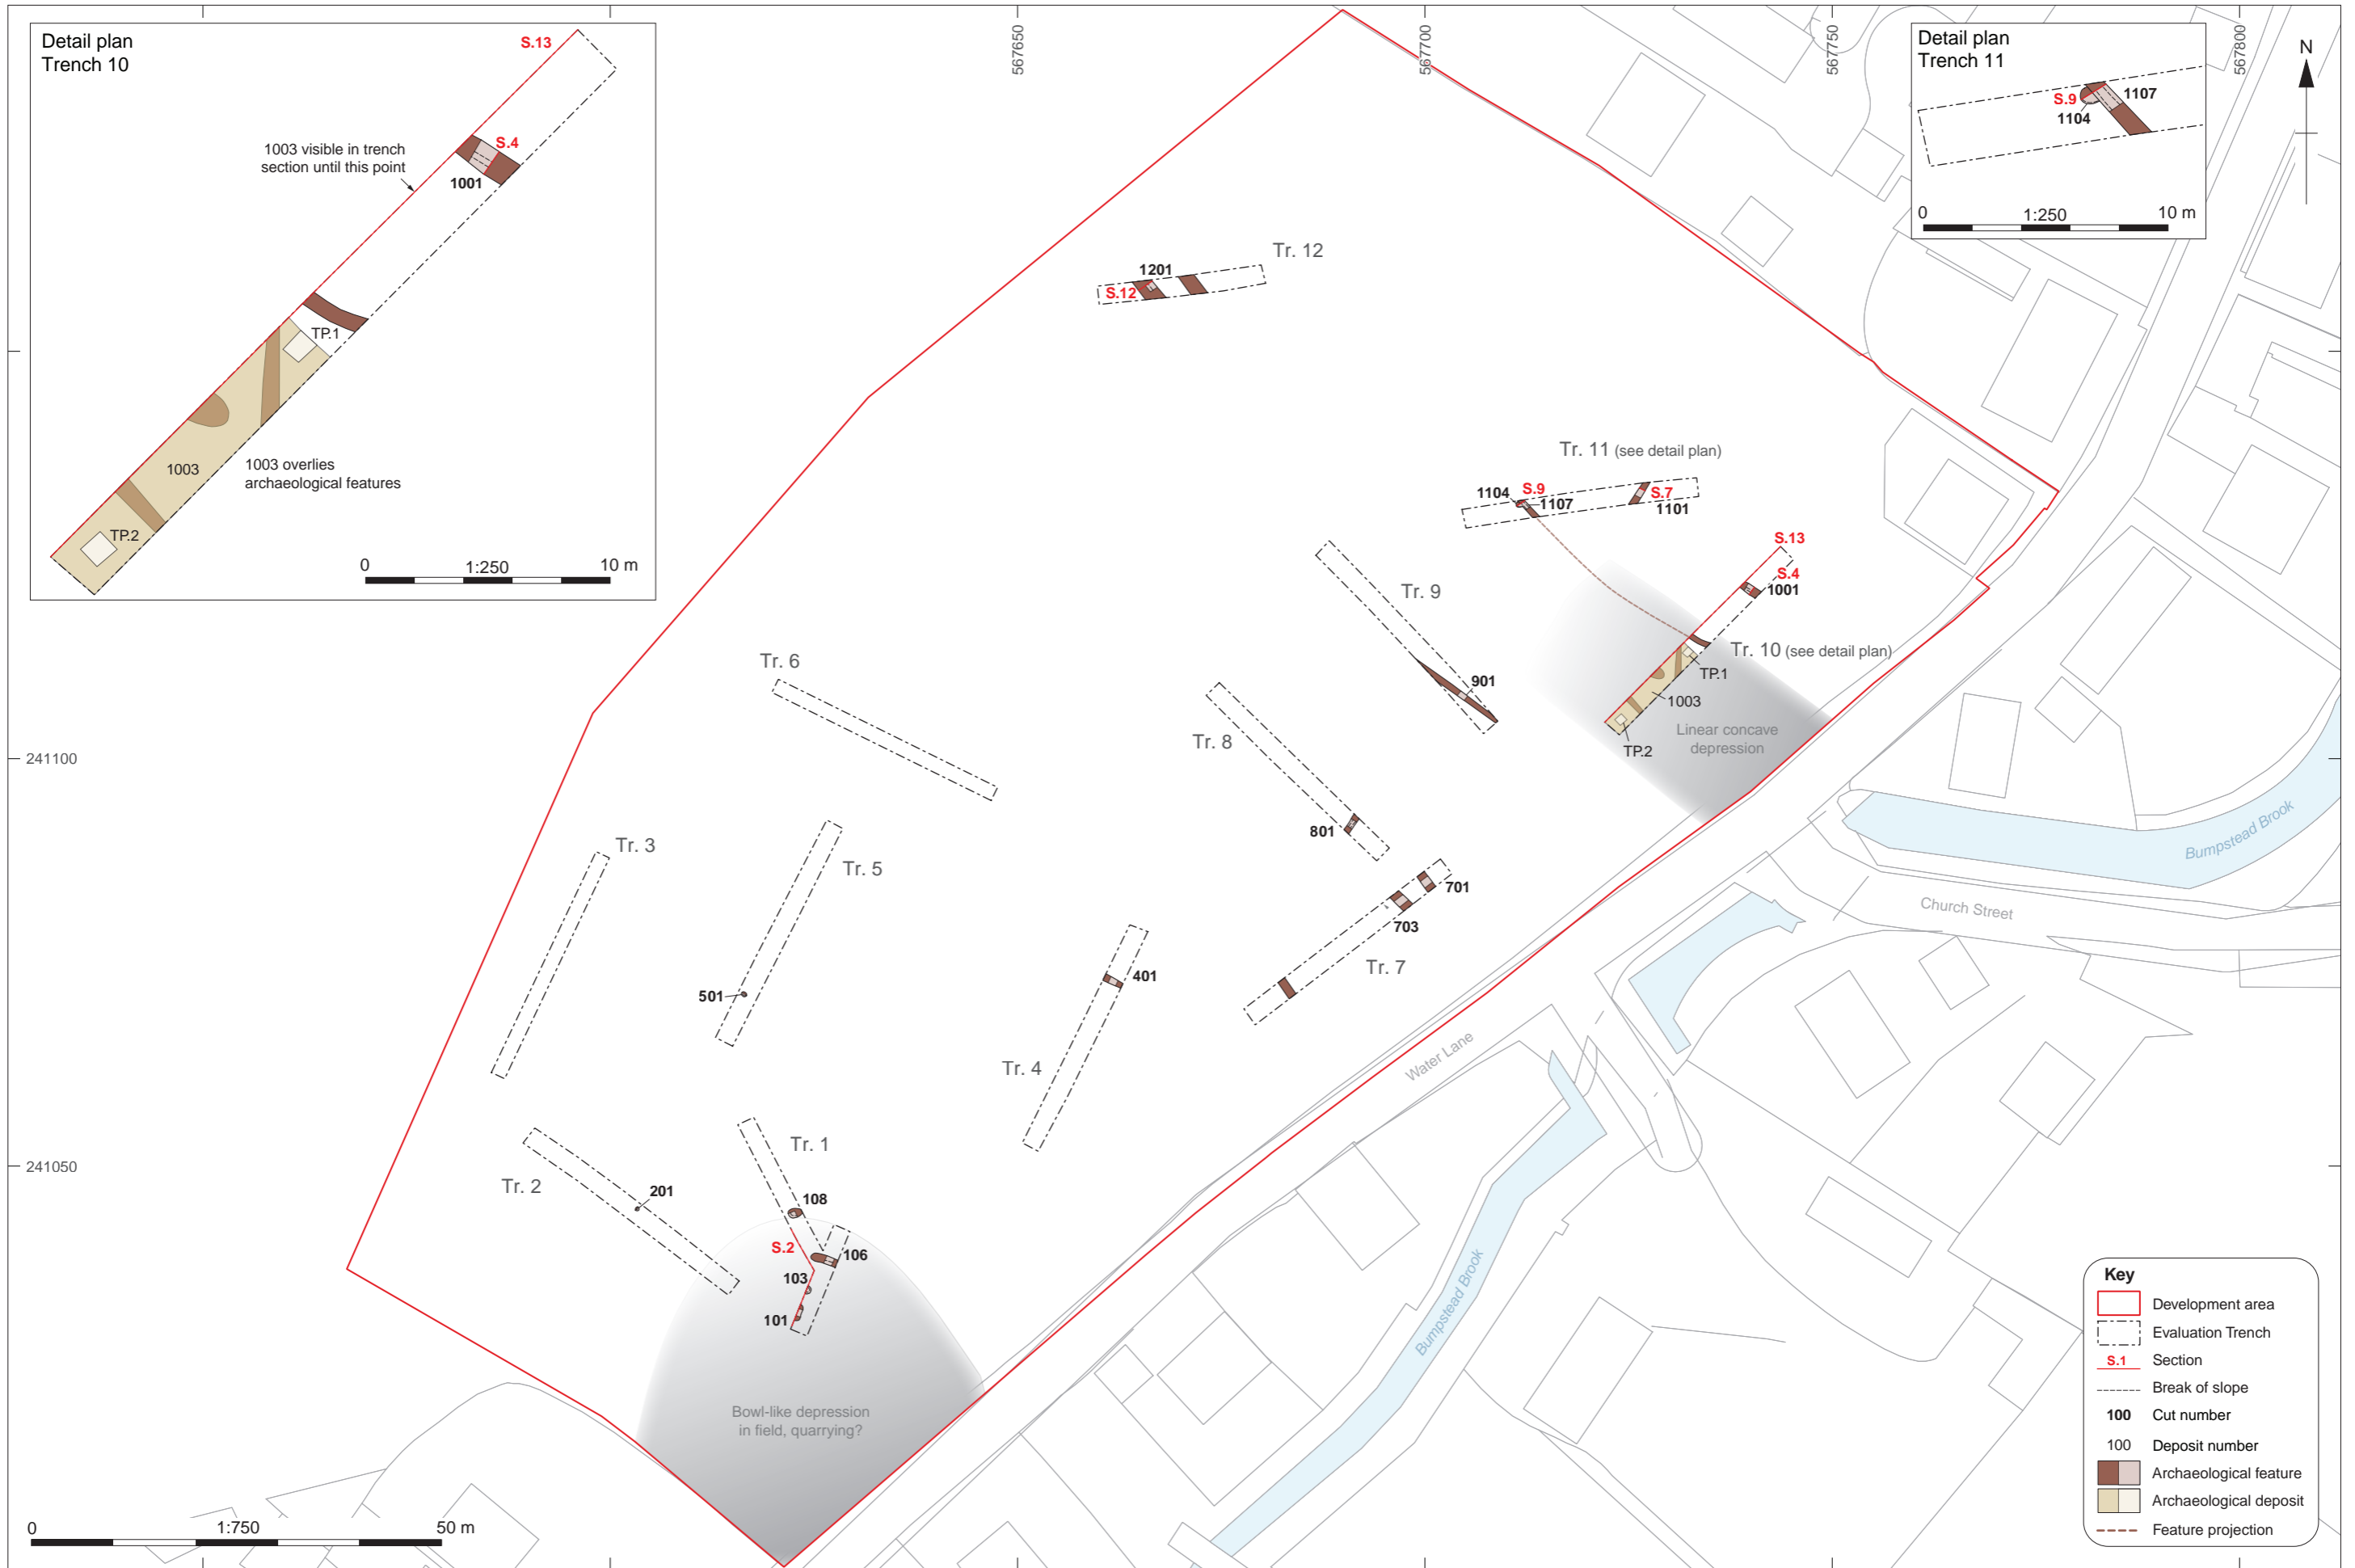 Detail plan
Trench 10
S.13
1003 visible in trench
section until this point
S.4
1001
TP.1
1003
1003 overlies
archaeological features
TP.2
0 1:250 10 m
567650
567700
567750
567800
Detail plan
Trench 11
S.9
1107
1104
0 1:250 10 m
N
Tr. 12
1201
S.12
Tr. 11 (see detail plan)
1104
S.9
1107
S.7
1101
S.13
S.4
1001
Tr. 9
Tr. 10 (see detail plan)
TP.1
901
1003
Linear concave
depression
TP.2
Tr. 6
Tr. 8
241100
801
Bumpstead Brook
Tr. 3
Tr. 5
701
703
Church Street
Tr. 7
401
501
Tr. 4
Water Lane
241050
Tr. 1
Tr. 2
201
108
S.2
106
103
101
Bumpstead Brook
Bowl-like depression
in field, quarrying?
0 1:750 50 m
Key
Development area
Evaluation Trench
S.1 Section
Break of slope
100 Cut number
100 Deposit number
Archaeological feature
Archaeological deposit
Feature projection